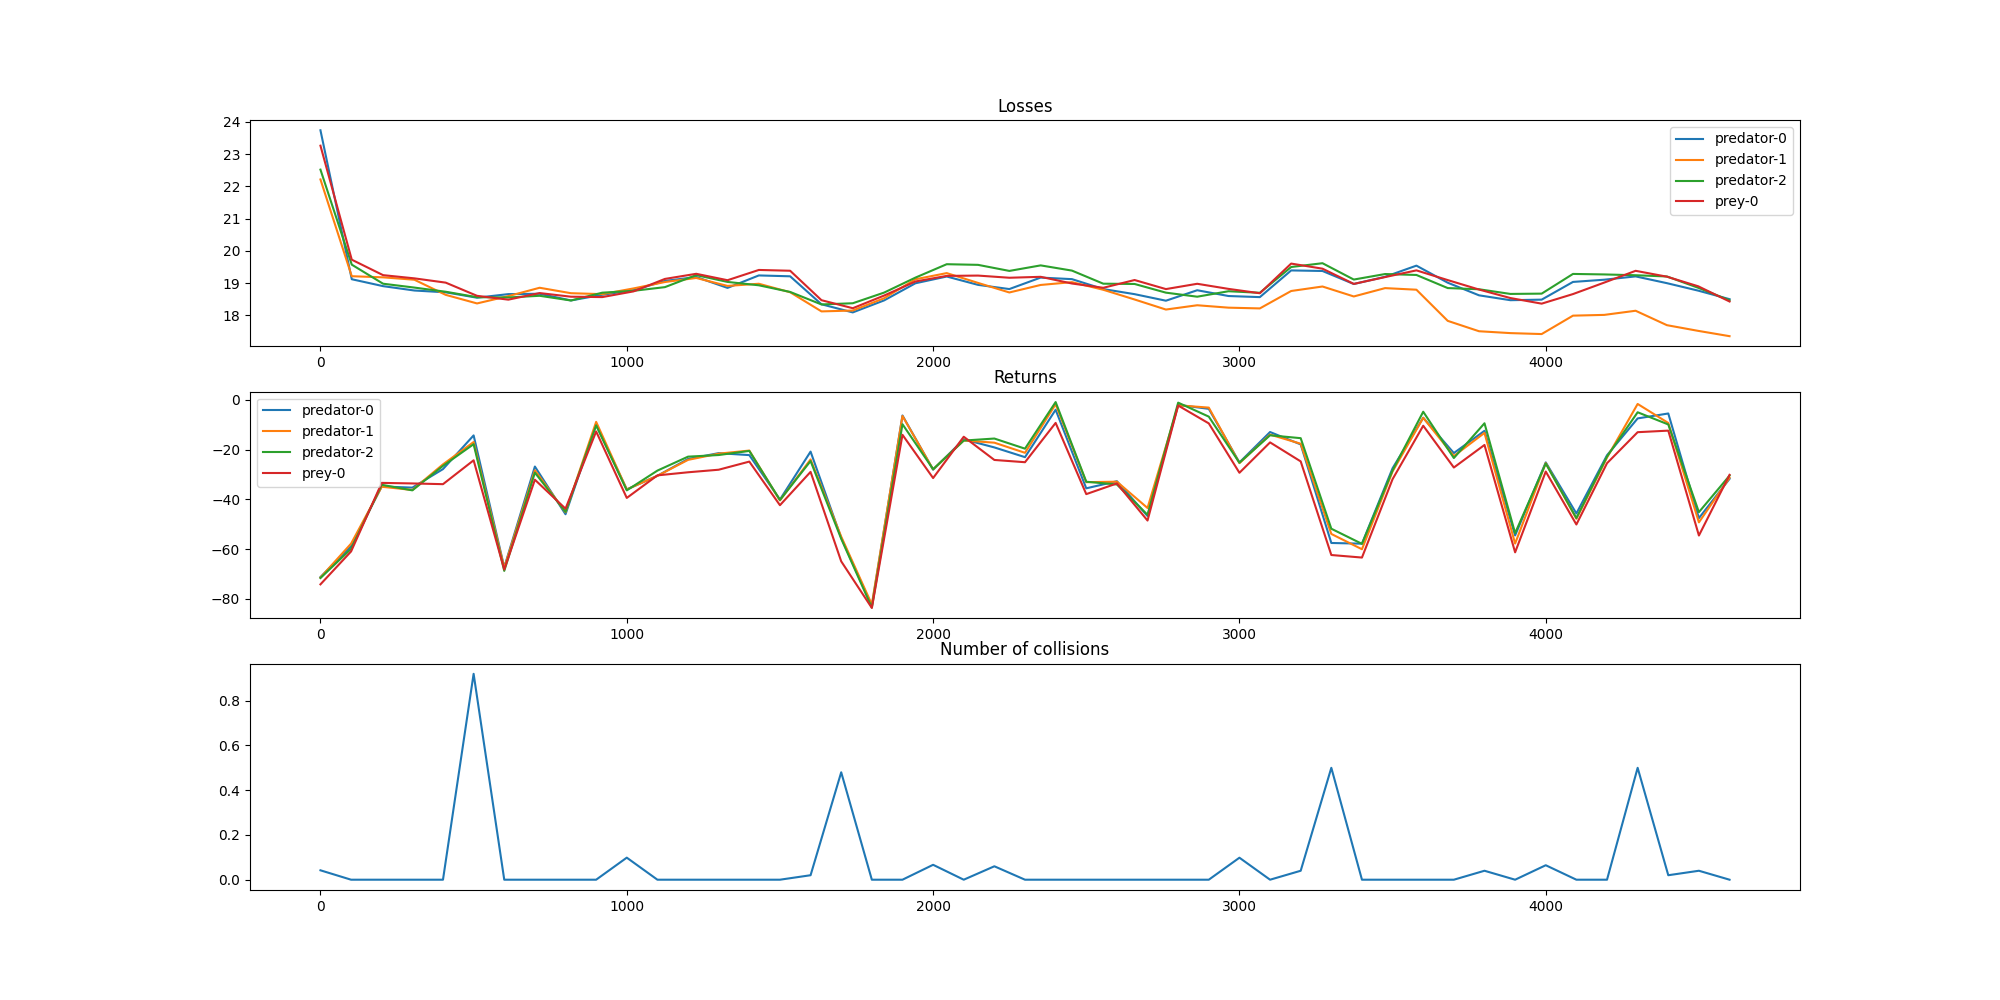 Losses
24
23
22
21
20
19
18
predator-0
predator-1
predator-2
prey-0
0 1000 2000 3000 4000
Returns
0
−20
−40
−60
−80
predator-0
predator-1
predator-2
prey-0
0 1000 2000 3000 4000
Number of collisions
0.8
0.6
0.4
0.2
0.0
0 1000 2000 3000 4000